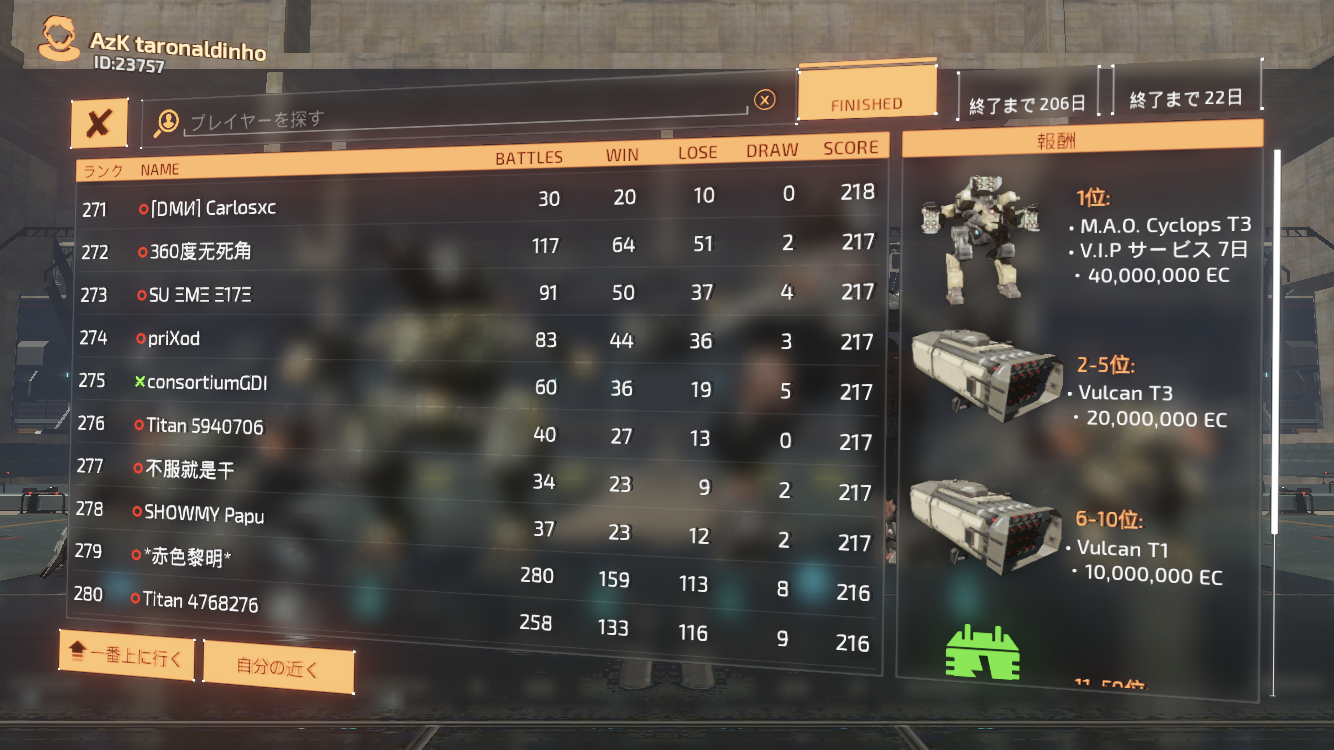 AzK taronaldinho
ID:23757
プレイヤーを探す
FINISHED
終了まで 206日
終了まで 22日
ランク NAME BATTLES WIN LOSE DRAW SCORE
271 [DMИ] Carlosxc 30 20 10 0 218
272 360度无死角 117 64 51 2 217
273 SU ΞMΞ Ξ17Ξ 91 50 37 4 217
274 priXod 83 44 36 3 217
275 consortiumGDI 60 36 19 5 217
276 Titan 5940706 40 27 13 0 217
277 不服就是干 34 23 9 2 217
278 SHOWMY Papu 37 23 12 2 217
279 *赤色黎明* 280 159 113 8 216
280 Titan 4768276 258 133 116 9 216
一番上に行く
自分の近く
報酬
1位:
• M.A.O. Cyclops T3
• V.I.P サービス 7日
• 40,000,000 EC
2-5位:
• Vulcan T3
• 20,000,000 EC
6-10位:
• Vulcan T1
• 10,000,000 EC
11-50位: